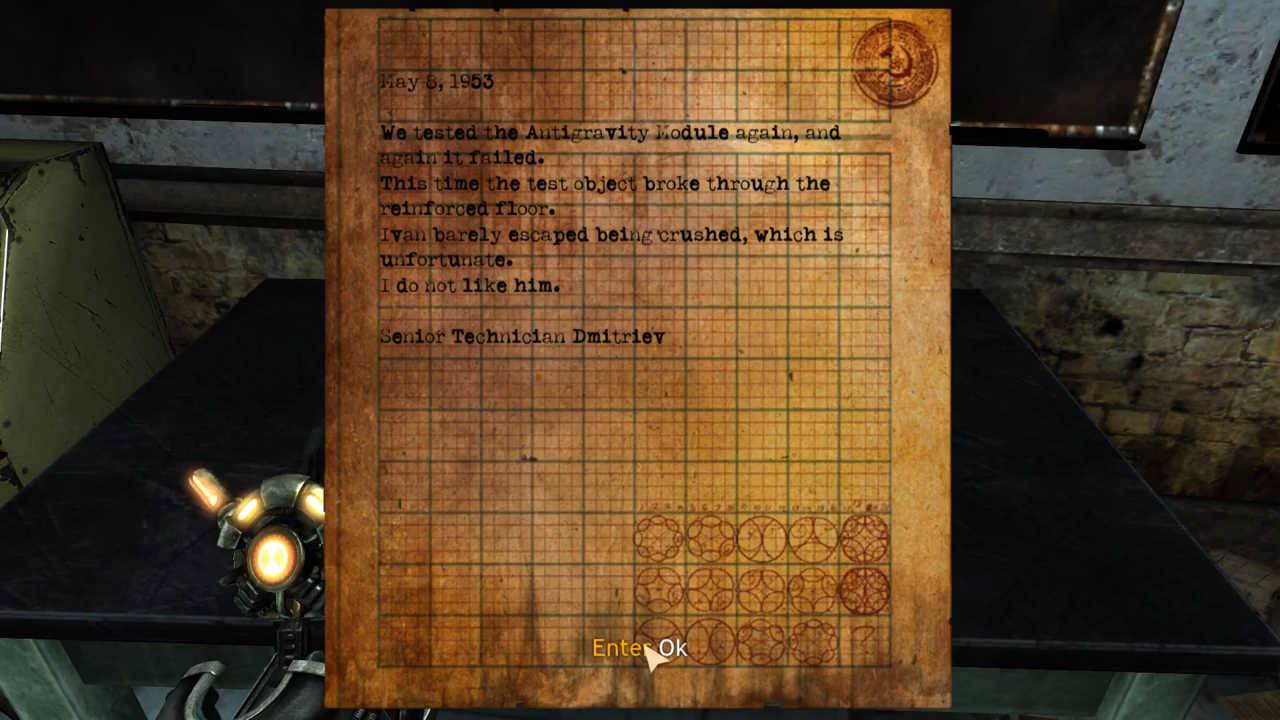 May 8, 1953
We tested the Antigravity Module again, and
again it failed.
This time the test object broke through the
reinforced floor.
Ivan barely escaped being crushed, which is
unfortunate.
I do not like him.
Senior Technician Dmitriev
Enter Ok